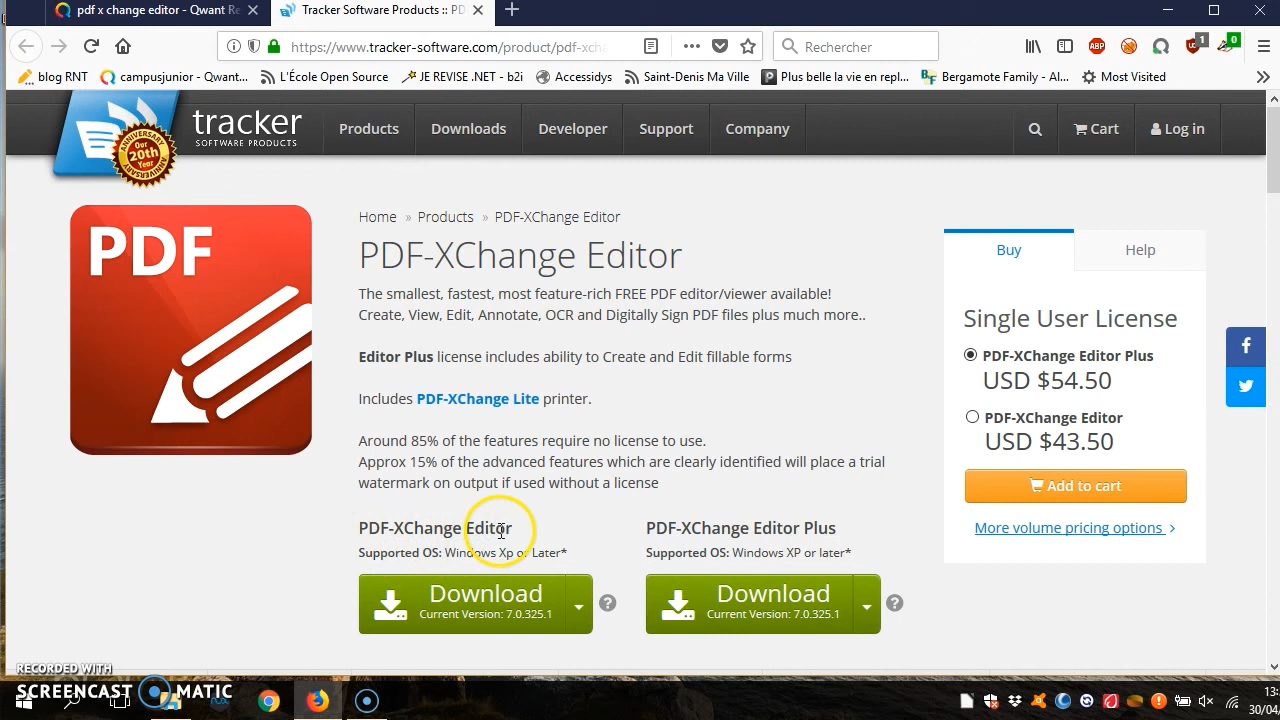 pdf x change editor - Qwant Re
Tracker Software Products :: PD
https://www.tracker-software.com/product/pdf-xcha
Rechercher
ABP
1
0
blog RNT
campusjunior - Qwant...
L'École Open Source
JE REVISE .NET - b2i
Accessidys
Saint-Denis Ma Ville
Plus belle la vie en repl...
Bergamote Family - Al...
Most Visited
tracker
SOFTWARE PRODUCTS
ANNIVERSARY
Our
20th
Year
ANNIVERSARY
Products
Downloads
Developer
Support
Company
Cart
Log in
PDF
Home » Products » PDF-XChange Editor
PDF-XChange Editor
The smallest, fastest, most feature-rich FREE PDF editor/viewer available!
Create, View, Edit, Annotate, OCR and Digitally Sign PDF files plus much more..
Editor Plus license includes ability to Create and Edit fillable forms
Includes PDF-XChange Lite printer.
Around 85% of the features require no license to use.
Approx 15% of the advanced features which are clearly identified will place a trial
watermark on output if used without a license
PDF-XChange Editor
Supported OS: Windows Xp or Later*
Download
Current Version: 7.0.325.1
PDF-XChange Editor Plus
Supported OS: Windows XP or later*
Download
Current Version: 7.0.325.1
Buy
Help
Single User License
PDF-XChange Editor Plus
USD $54.50
PDF-XChange Editor
USD $43.50
Add to cart
More volume pricing options >
RECORDED WITH
SCREENCAST MATIC
13:
30/04